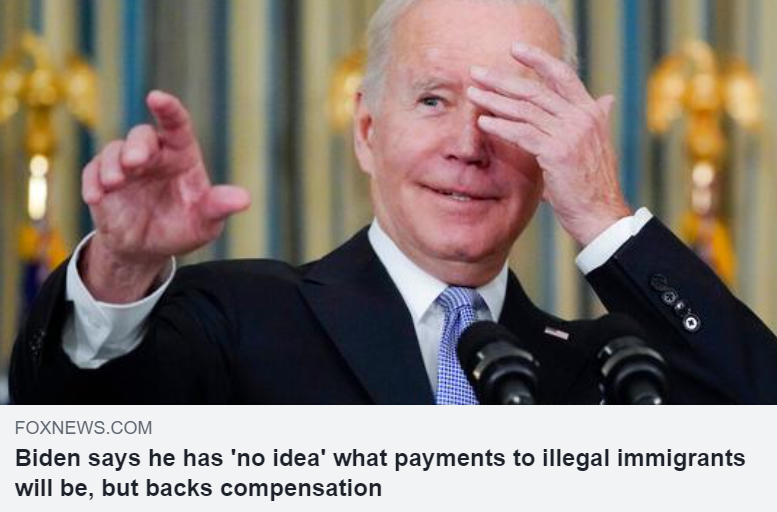 FOXNEWS.COM
Biden says he has 'no idea' what payments to illegal immigrants
will be, but backs compensation